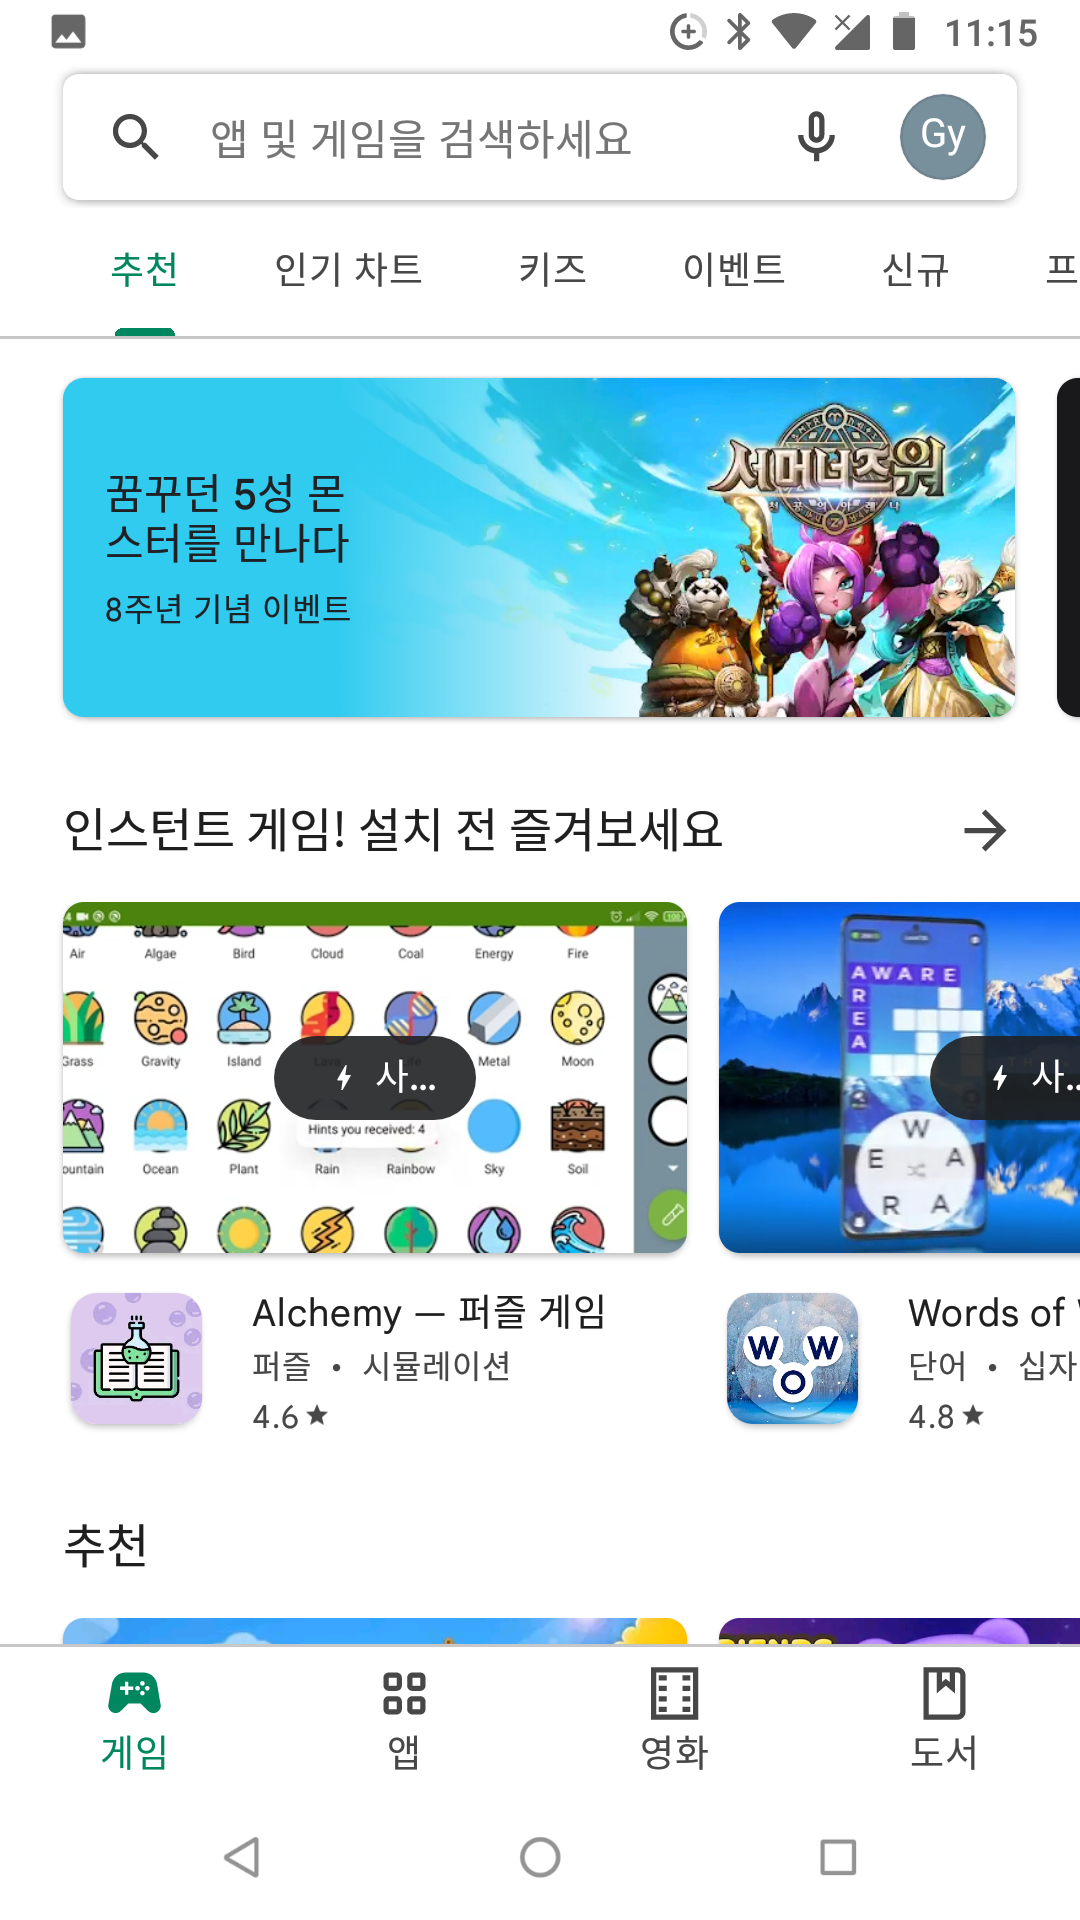 11:15
앱 및 게임을 검색하세요
Gy
추천
인기 차트
키즈
이벤트
신규
프
꿈꾸던 5성 몬
스터를 만나다
8주년 기념 이벤트
서머너즈워
천공의 아레나
인스턴트 게임! 설치 전 즐겨보세요
Air
Algae
Bird
Cloud
Coal
Energy
Fire
Grass
Gravity
Island
Lava
Life
Metal
Moon
사...
Hints you received: 4
ountain
Ocean
Plant
Rain
Rainbow
Sky
Soil
AWARE
R
E
A
사...
W
E
A
R
A
Alchemy — 퍼즐 게임
퍼즐 • 시뮬레이션
4.6★
W
W
O
Words of
단어 • 십자
4.8★
추천
게임
앱
영화
도서